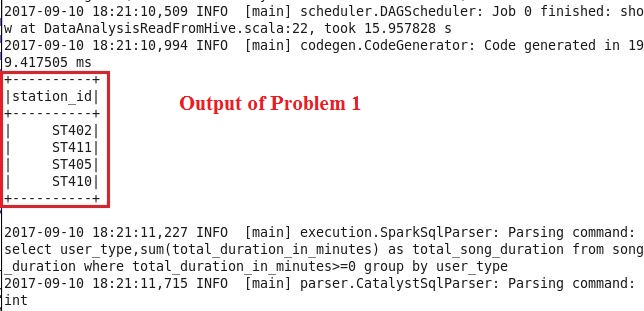 2017-09-10 18:21:10,509 INFO  [main] scheduler.DAGScheduler: Job 0 finished: sho
w at DataAnalysisReadFromHive.scala:22, took 15.957828 s
2017-09-10 18:21:10,994 INFO  [main] codegen.CodeGenerator: Code generated in 19
9.417505 ms
+----------+
|station_id|
Output of Problem 1
+----------+
|     ST402|
|     ST411|
|     ST405|
|     ST410|
+----------+
2017-09-10 18:21:11,227 INFO  [main] execution.SparkSqlParser: Parsing command:
select user_type,sum(total_duration_in_minutes) as total_song_duration from song
_duration where total_duration_in_minutes>=0 group by user_type
2017-09-10 18:21:11,715 INFO  [main] parser.CatalystSqlParser: Parsing command:
int